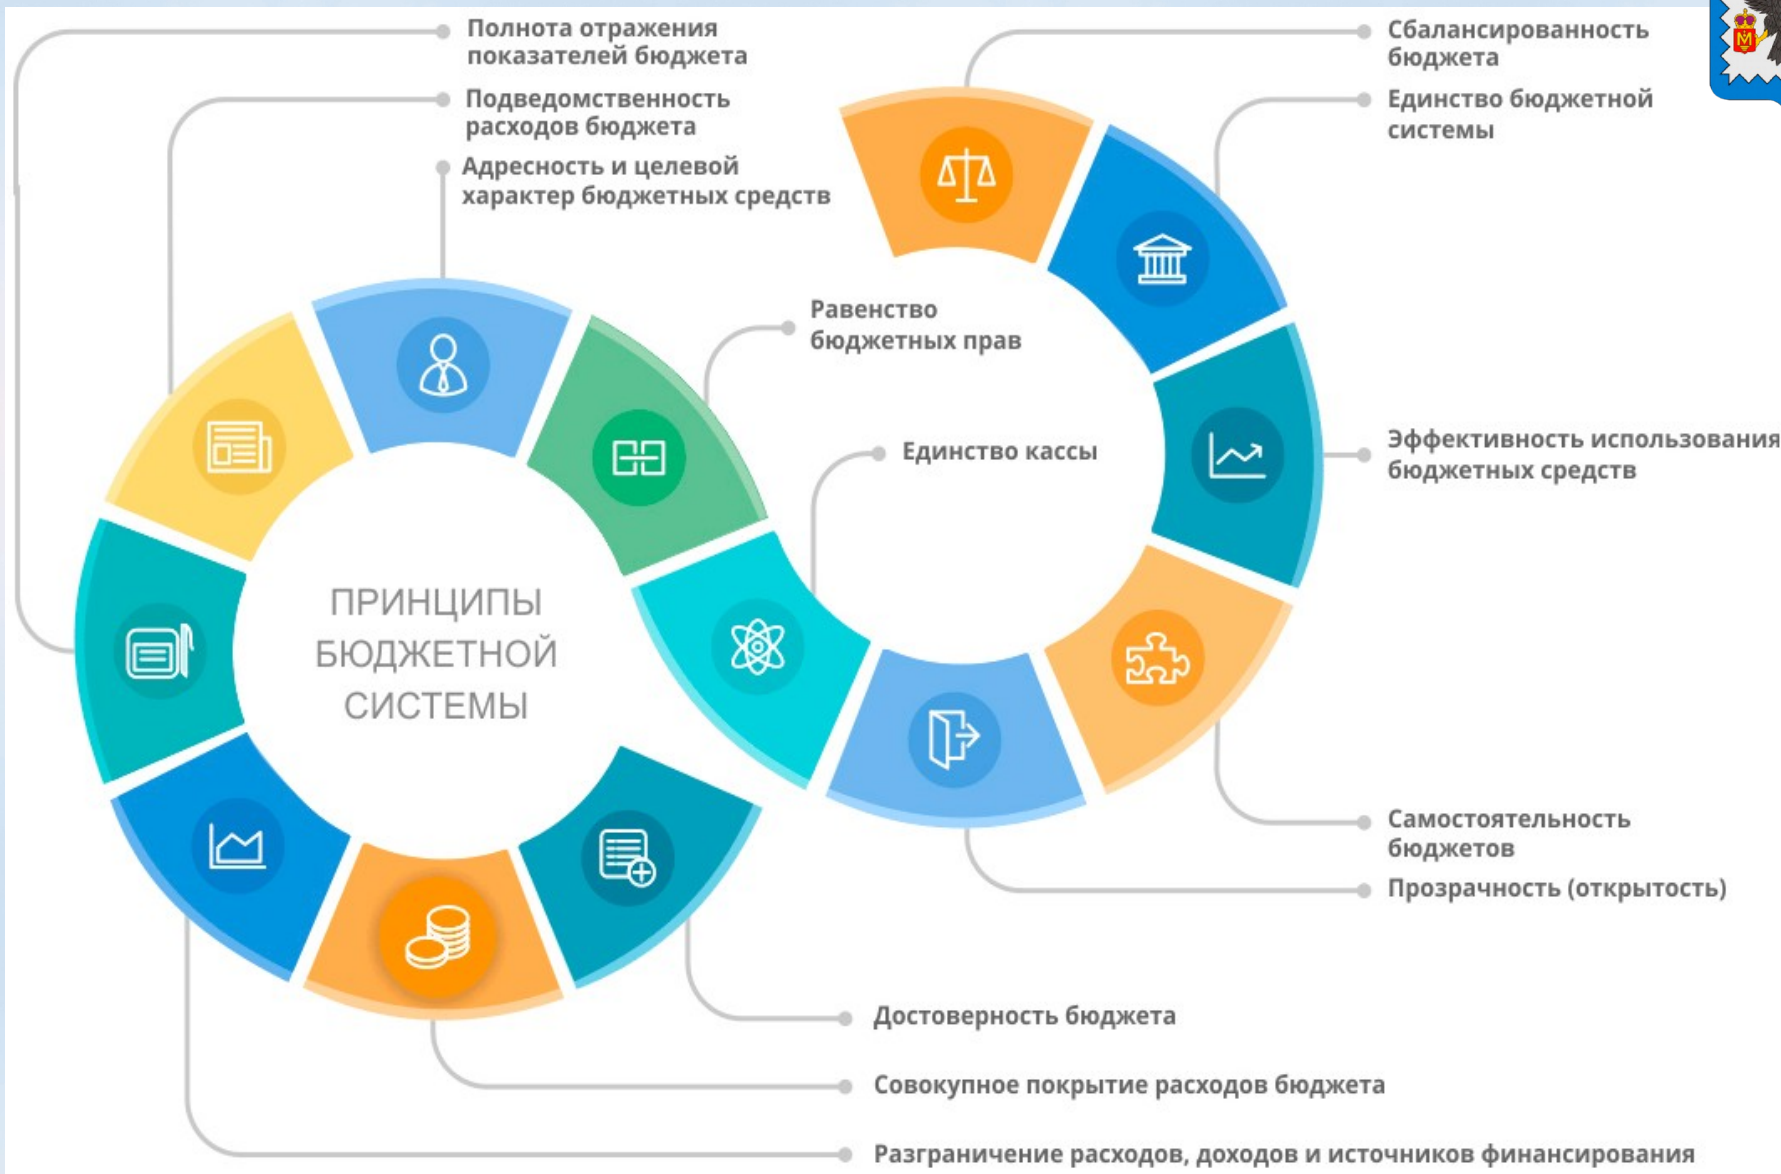 Полнота отражения
показателей бюджета
Подведомственность
расходов бюджета
Адресность и целевой
характер бюджетных средств
Сбалансированность
бюджета
Единство бюджетной
системы
Равенство
бюджетных прав
Единство кассы
Эффективность использования
бюджетных средств
ПРИНЦИПЫ
БЮДЖЕТНОЙ
СИСТЕМЫ
Самостоятельность
бюджетов
Прозрачность (открытость)
Достоверность бюджета
Совокупное покрытие расходов бюджета
Разграничение расходов, доходов и источников финансирования
М